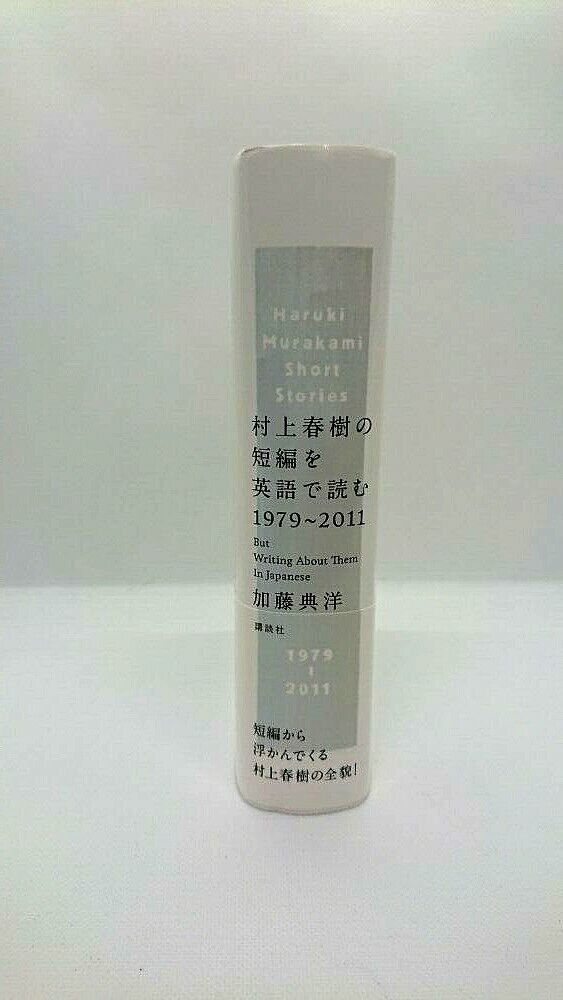 Haruki
Murakami
Short
Stories
村上春樹の
短編を
英語で読む
1979~2011
But
Writing About Them
In Japanese
加藤典洋
講談社
1979
-
2011
短編から
浮かんでくる
村上春樹の全貌！